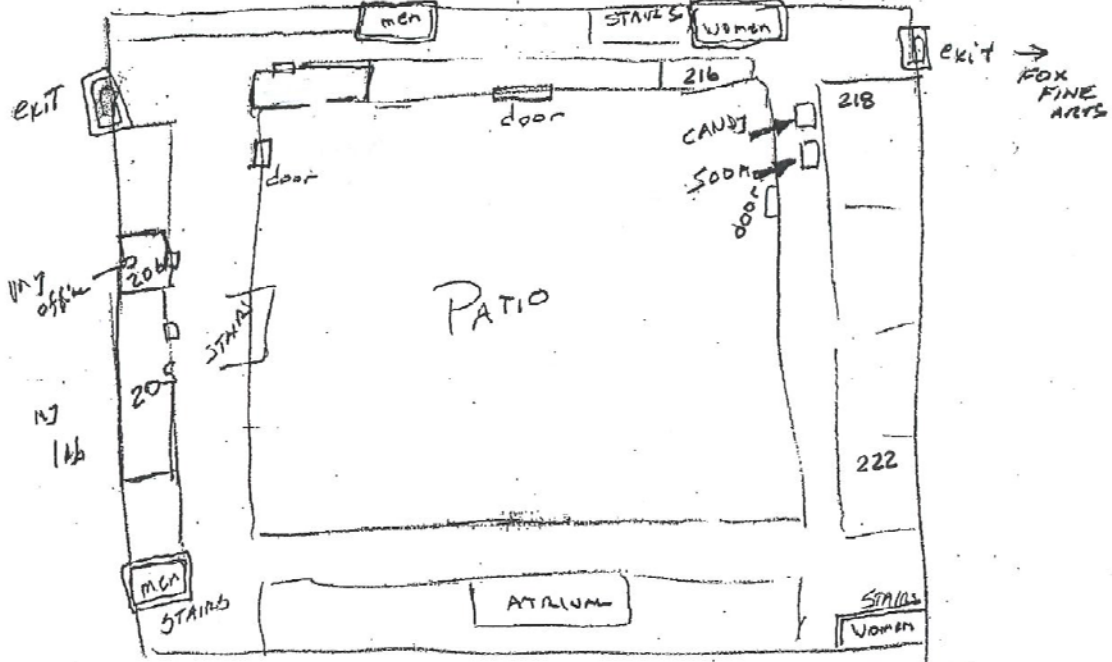 men
STAIRS
WOMEN
exit
exit →
FOX
FINE
ARTS
216
218
door
CANDY
SODA
door
door
my
office
206
STAIRS
PATIO
20
my
lab
222
men
STAIRS
ATRIUM
STAIRS
WOMEN